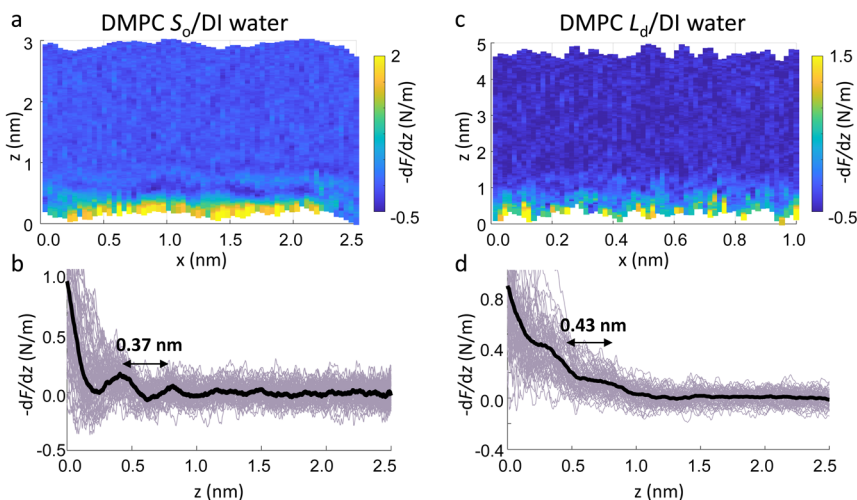 a
DMPC So/DI water
3
2
1
0
z (nm)
0.0 0.5 1.0 1.5 2.0 2.5
x (nm)
2
-0.5
-dF/dz (N/m)
c
DMPC Ld/DI water
5
4
3
2
1
0
z (nm)
0.0 0.2 0.4 0.6 0.8 1.0
x (nm)
1.5
-0.5
-dF/dz (N/m)
b
1.0
0.5
0.0
-0.5
-dF/dz (N/m)
0.37 nm
0.0 0.5 1.0 1.5 2.0 2.5
z (nm)
d
0.8
0.4
0.0
-0.4
-dF/dz (N/m)
0.43 nm
0.0 0.5 1.0 1.5 2.0 2.5
z (nm)